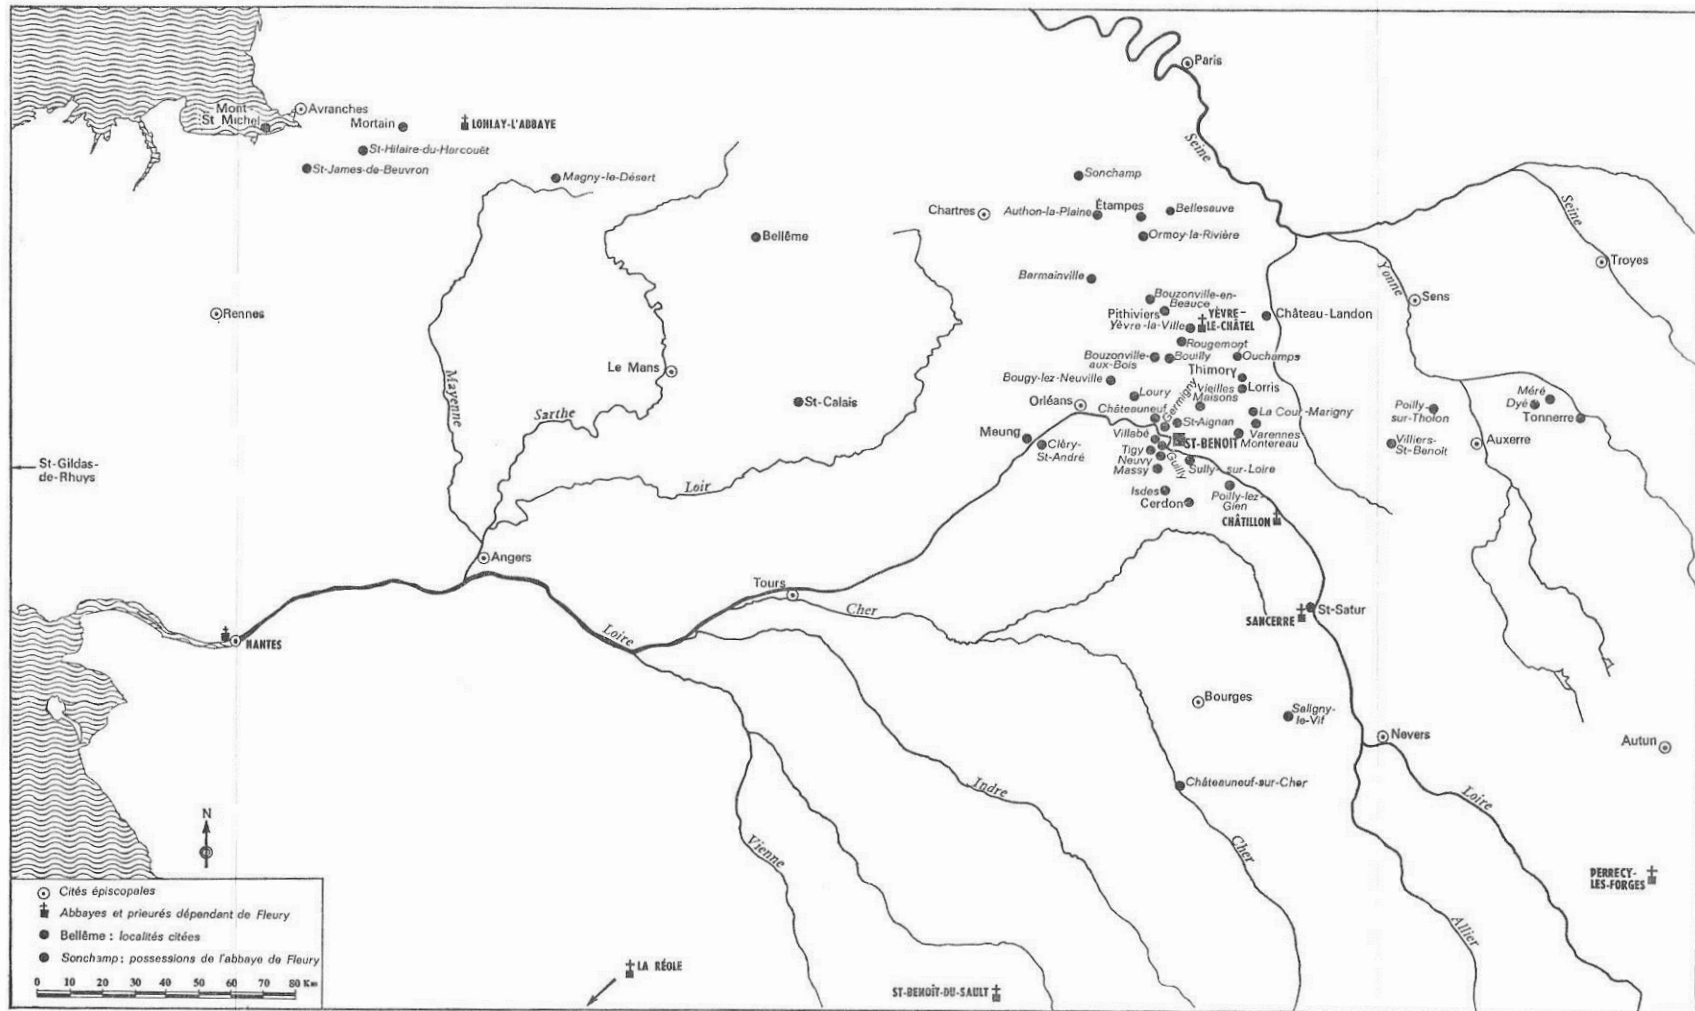 Paris
Seine
Mont-
St Michel
Avranches
Mortain
LONLAY-L'ABBAYE
St-Hilaire-du-Harcouët
St-James-de-Beuvron
Magny-le-Désert
Sonchamp
Chartres
Authon-la-Plaine
Étampes
Bellesauve
Ormoy-la-Rivière
Seine
Bellême
Troyes
Yonne
Bermainville
Sens
Rennes
Bouzonville-en-
Beauce
Pithiviers
YÈVRE-
LE-CHÂTEL
Yèvre-la-Ville
Château-Landon
Rougemont
Le Mans
Mayenne
Bouzonville-
aux-Bois
Bouilly
Ouchamps
Thimory
Bougy-lez-Neuville
Vieilles
Maisons
Lorris
Sarthe
St-Calais
Loury
Germigny
Orléans
Châteauneuf
La Cour-Marigny
Poilly-
sur-Tholon
Méré
Dyé
Tonnerre
St-Aignan
Varennes
Meung
Cléry-
St-André
Villabé
ST-BENOIT
Montereau
Villiers-
St-Benoit
Auxerre
Tigy
Neuvy
Massy
Guilly
Sully-sur-Loire
St-Gildas-
de-Rhuys
Loir
Isdes
Cerdon
Poilly-lez-
Gien
CHÂTILLON
Angers
Tours
Cher
St-Satur
SANCERRE
Loire
NANTES
Bourges
Saligny-
le-Vif
Nevers
Autun
Châteauneuf-sur-Cher
Indre
Loire
N
Vienne
Cher
PERRECY-
LES-FORGES
Allier
Cités épiscopales
Abbayes et prieurés dépendant de Fleury
Bellême : localités citées
Sonchamp : possessions de l'abbaye de Fleury
0 10 20 30 40 50 60 70 80 Km
LA RÉOLE
ST-BENOÎT-DU-SAULT